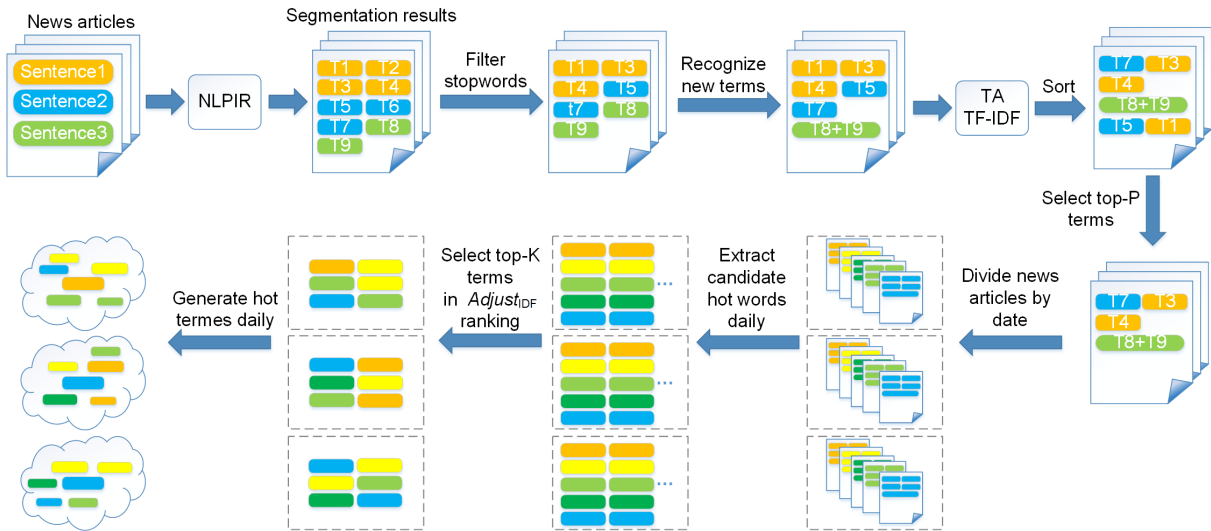 News articles
Sentence1
Sentence2
Sentence3
NLPIR
Segmentation results
T1 T2
T3 T4
T5 T6
T7 T8
T9
Filter
stopwords
T1 T3
T4 T5
t7 T8
T9
Recognize
new terms
T1 T3
T4 T5
T7
T8+T9
TA
TF-IDF
Sort
T7 T3
T4
T8+T9
T5 T1
Select top-P
terms
T7 T3
T4
T8+T9
Divide news
articles by
date
Extract
candidate
hot words
daily
...
...
...
Select top-K
terms
in AdjustIDF
ranking
Generate hot
termes daily